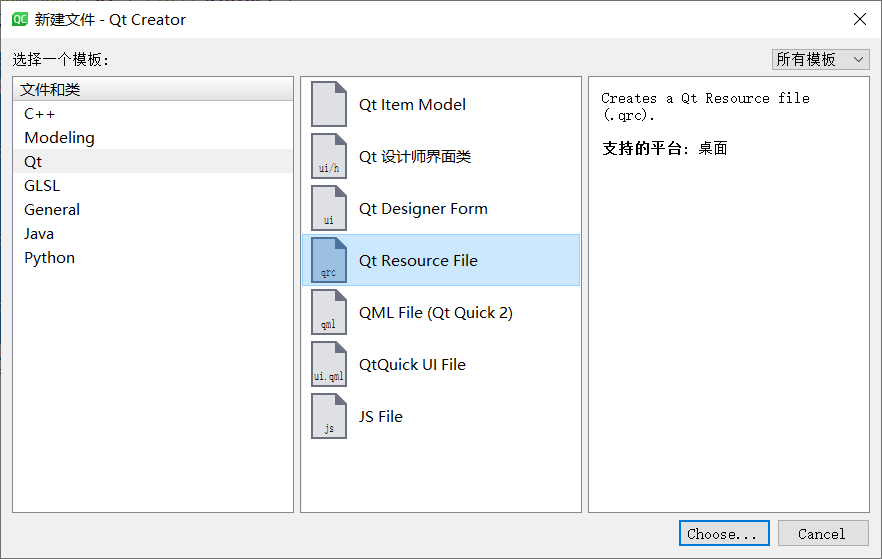 QC 新建文件 - Qt Creator
选择一个模板：
所有模板
文件和类
C++
Modeling
Qt
GLSL
General
Java
Python
Qt Item Model
ui/h Qt 设计师界面类
ui Qt Designer Form
qrc Qt Resource File
qml QML File (Qt Quick 2)
ui.qml QtQuick UI File
js JS File
Creates a Qt Resource file
(.qrc).
支持的平台：桌面
Choose...
Cancel